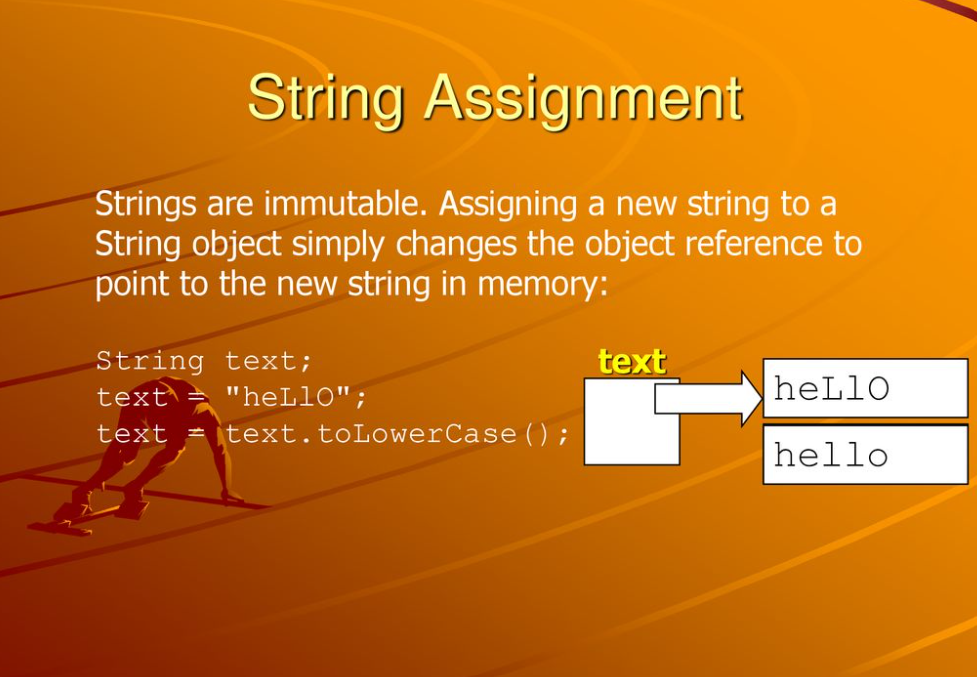 String Assignment
Strings are immutable. Assigning a new string to a
String object simply changes the object reference to
point to the new string in memory:
String text;
text = "heLlO";
text = text.toLowerCase();
text
heLlO
hello